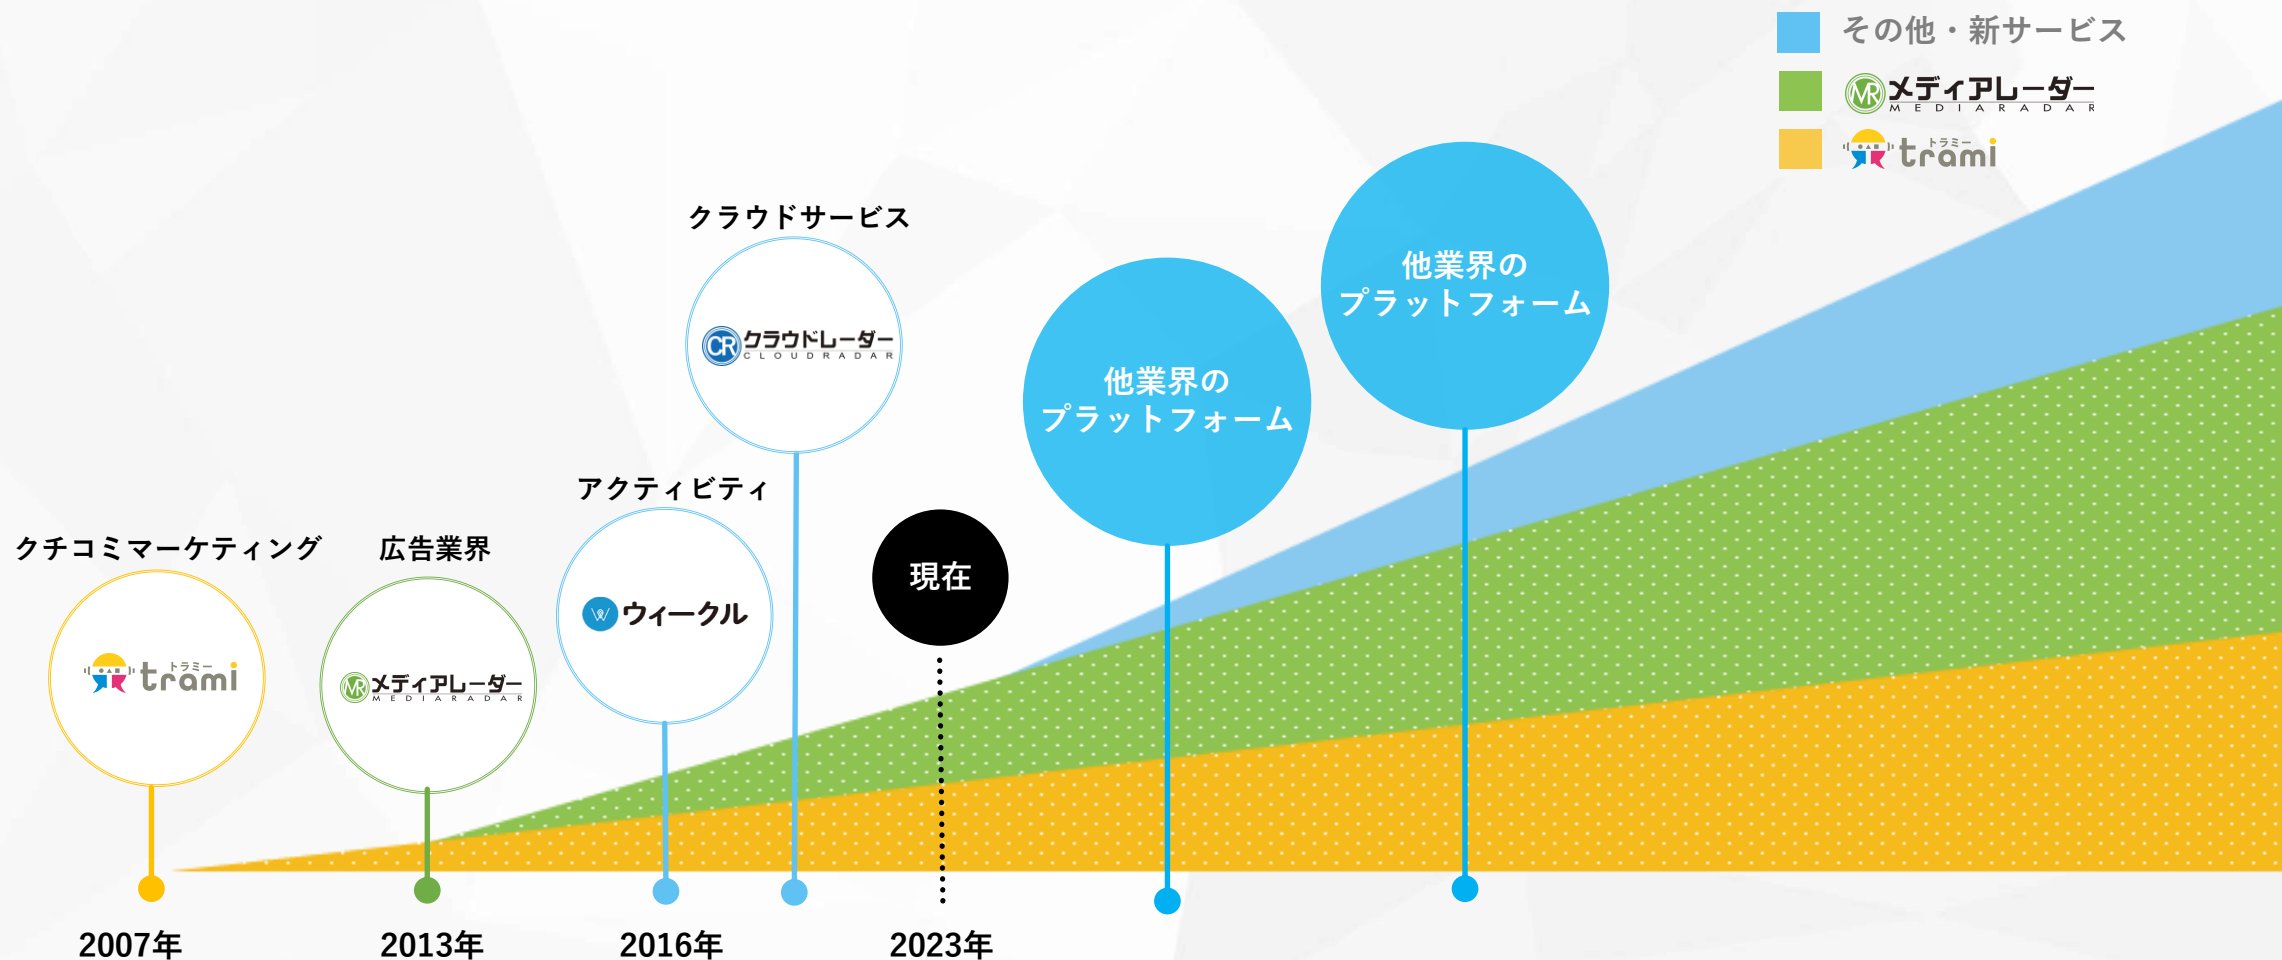 その他・新サービス
MR メディアレーダー
MEDIARADAR
トラミー
trami
クラウドサービス
CR クラウドレーダー
CLOUDRADAR
他業界の
プラットフォーム
他業界の
プラットフォーム
アクティビティ
W ウィークル
現在
クチコミマーケティング
トラミー
trami
広告業界
MR メディアレーダー
MEDIARADAR
2007年
2013年
2016年
2023年